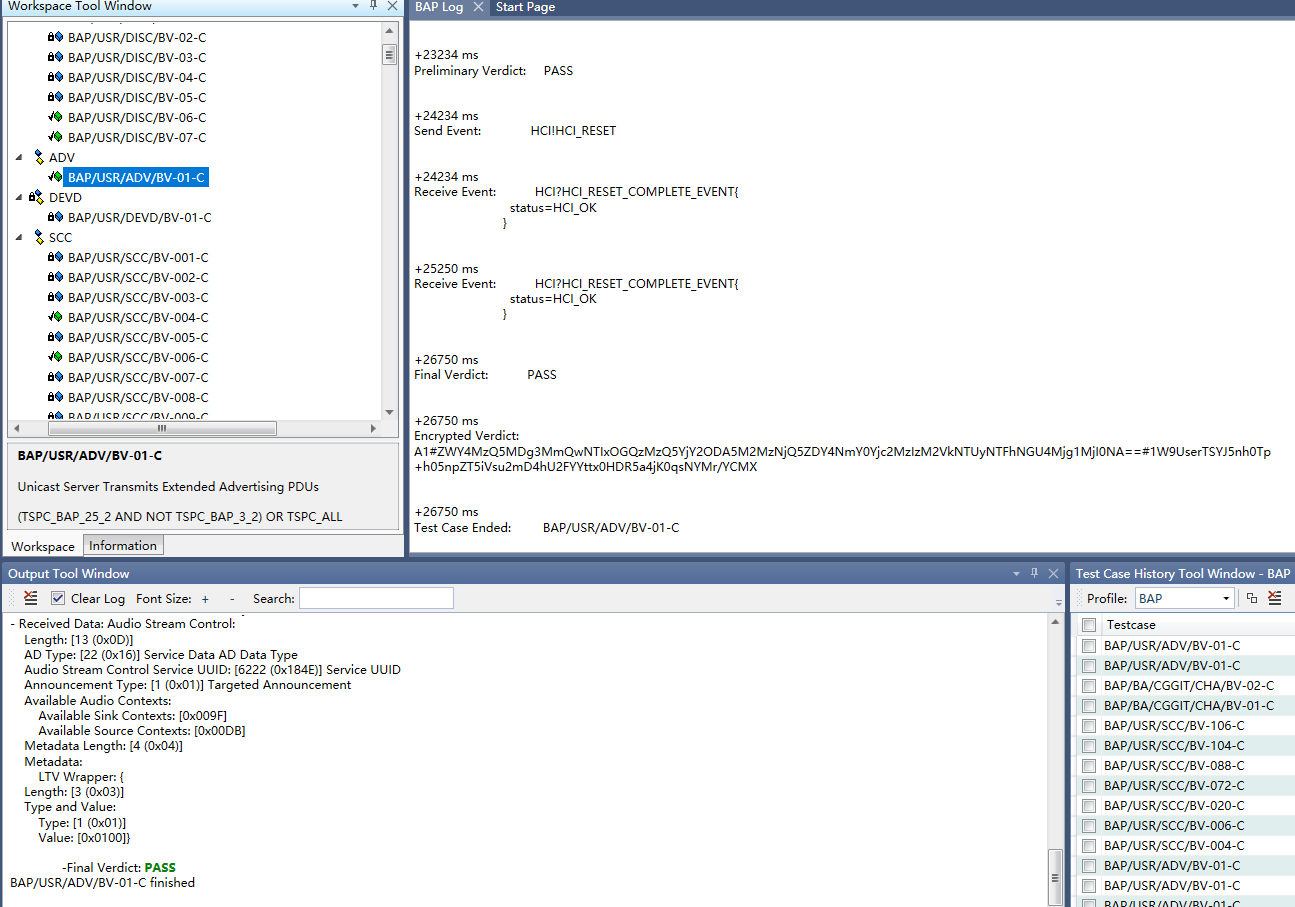 Workspace Tool Window
BAP/USR/DISC/BV-02-C
BAP/USR/DISC/BV-03-C
BAP/USR/DISC/BV-04-C
BAP/USR/DISC/BV-05-C
BAP/USR/DISC/BV-06-C
BAP/USR/DISC/BV-07-C
ADV
BAP/USR/ADV/BV-01-C
DEVD
BAP/USR/DEVD/BV-01-C
SCC
BAP/USR/SCC/BV-001-C
BAP/USR/SCC/BV-002-C
BAP/USR/SCC/BV-003-C
BAP/USR/SCC/BV-004-C
BAP/USR/SCC/BV-005-C
BAP/USR/SCC/BV-006-C
BAP/USR/SCC/BV-007-C
BAP/USR/SCC/BV-008-C
BAP/USR/SCC/BV-009-C
BAP/USR/ADV/BV-01-C
Unicast Server Transmits Extended Advertising PDUs
(TSPC_BAP_25_2 AND NOT TSPC_BAP_3_2) OR TSPC_ALL
Workspace Information
BAP Log Start Page
+23234 ms
Preliminary Verdict: PASS
+24234 ms
Send Event: HCI!HCI_RESET
+24234 ms
Receive Event: HCI?HCI_RESET_COMPLETE_EVENT{
status=HCI_OK
}
+25250 ms
Receive Event: HCI?HCI_RESET_COMPLETE_EVENT{
status=HCI_OK
}
+26750 ms
Final Verdict: PASS
+26750 ms
Encrypted Verdict:
A1#ZWY4MzQ5MDg3MmQwNTIxOGQzMzQ5YjY2ODA5M2MzNjQ5ZDY4NmY0Yjc2MzIzM2VkNTUyNTFhNGU4Mjg1MjI0NA==#1W9UserTSYJ5nh0Tp
+h05npZT5iVsu2mD4hU2FYYttx0HDR5a4jK0qsNYMr/YCMX
+26750 ms
Test Case Ended: BAP/USR/ADV/BV-01-C
Output Tool Window
Clear Log Font Size: + - Search:
- Received Data: Audio Stream Control:
Length: [13 (0x0D)]
AD Type: [22 (0x16)] Service Data AD Data Type
Audio Stream Control Service UUID: [6222 (0x184E)] Service UUID
Announcement Type: [1 (0x01)] Targeted Announcement
Available Audio Contexts:
Available Sink Contexts: [0x009F]
Available Source Contexts: [0x00DB]
Metadata Length: [4 (0x04)]
Metadata:
LTV Wrapper: {
Length: [3 (0x03)]
Type and Value:
Type: [1 (0x01)]
Value: [0x0100]}
-Final Verdict: PASS
BAP/USR/ADV/BV-01-C finished
Test Case History Tool Window - BAP
Profile: BAP
Testcase
BAP/USR/ADV/BV-01-C
BAP/USR/ADV/BV-01-C
BAP/BA/CGGIT/CHA/BV-02-C
BAP/BA/CGGIT/CHA/BV-01-C
BAP/USR/SCC/BV-106-C
BAP/USR/SCC/BV-104-C
BAP/USR/SCC/BV-088-C
BAP/USR/SCC/BV-072-C
BAP/USR/SCC/BV-020-C
BAP/USR/SCC/BV-006-C
BAP/USR/SCC/BV-004-C
BAP/USR/ADV/BV-01-C
BAP/USR/ADV/BV-01-C
BAP/USR/ADV/BV-01-C